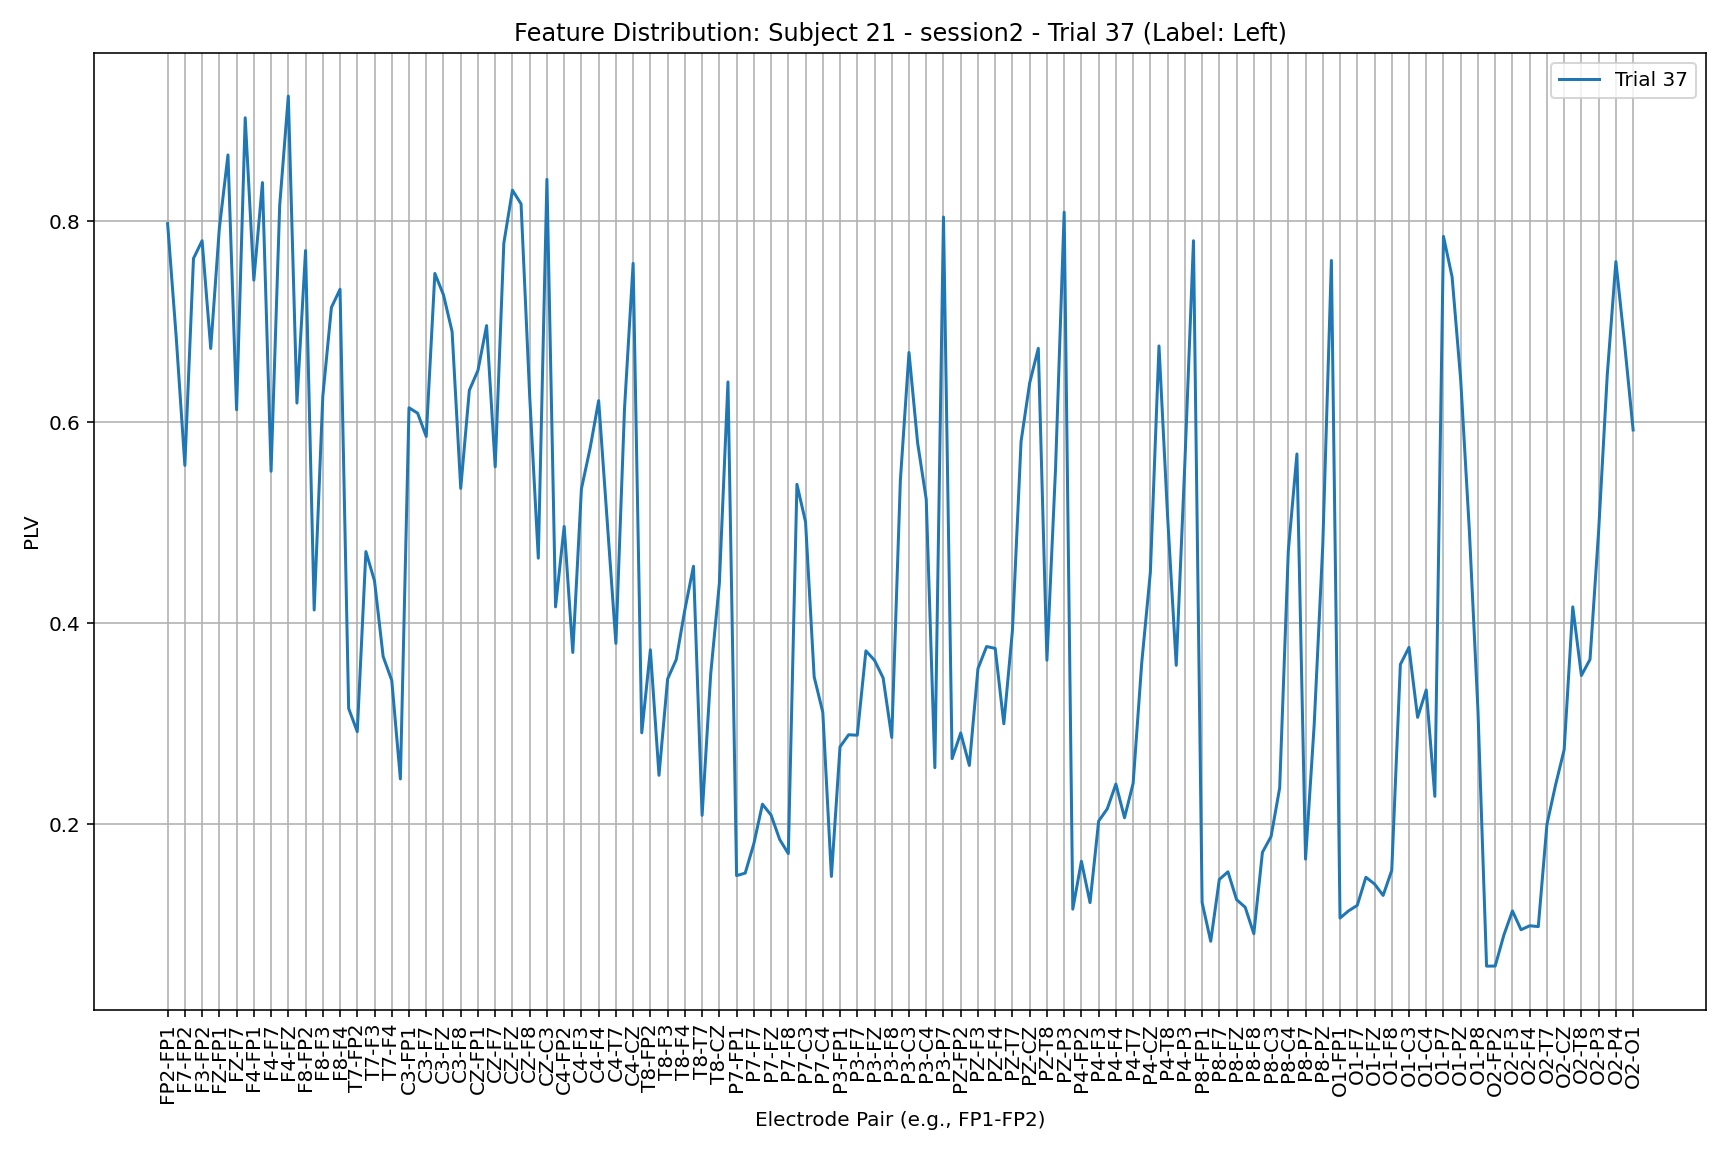 Feature Distribution: Subject 21 - session2 - Trial 37 (Label: Left)
Trial 37
PLV
0.8
0.6
0.4
0.2
FP2-FP1
F7-FP2
F3-FP2
FZ-FP1
FZ-F7
F4-FP1
F4-F7
F4-FZ
F8-FP2
F8-F3
F8-F4
T7-FP2
T7-F3
T7-F4
C3-FP1
C3-F7
C3-FZ
C3-F8
CZ-FP1
CZ-F7
CZ-FZ
CZ-F8
CZ-C3
C4-FP2
C4-F3
C4-F4
C4-T7
C4-CZ
T8-FP2
T8-F3
T8-F4
T8-T7
T8-CZ
P7-FP1
P7-F7
P7-FZ
P7-F8
P7-C3
P7-C4
P3-FP1
P3-F7
P3-FZ
P3-F8
P3-C3
P3-C4
P3-P7
PZ-FP2
PZ-F3
PZ-F4
PZ-T7
PZ-CZ
PZ-T8
PZ-P3
P4-FP2
P4-F3
P4-F4
P4-T7
P4-CZ
P4-T8
P4-P3
P8-FP1
P8-F7
P8-FZ
P8-F8
P8-C3
P8-C4
P8-P7
P8-PZ
O1-FP1
O1-F7
O1-FZ
O1-F8
O1-C3
O1-C4
O1-P7
O1-PZ
O1-P8
O2-FP2
O2-F3
O2-F4
O2-T7
O2-CZ
O2-T8
O2-P3
O2-P4
O2-O1
Electrode Pair (e.g., FP1-FP2)